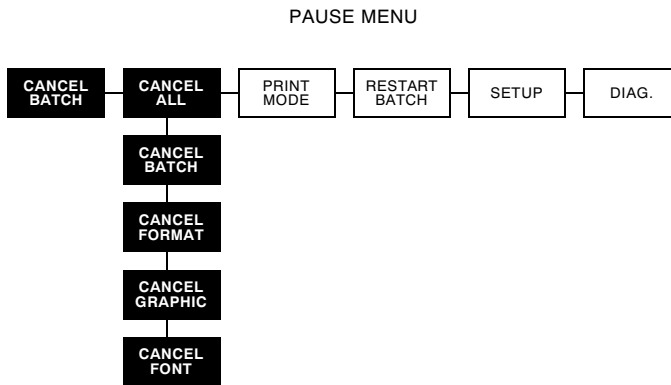 PAUSE MENU
CANCEL
BATCH
CANCEL
ALL
PRINT
MODE
RESTART
BATCH
SETUP
DIAG.
CANCEL
BATCH
CANCEL
FORMAT
CANCEL
GRAPHIC
CANCEL
FONT